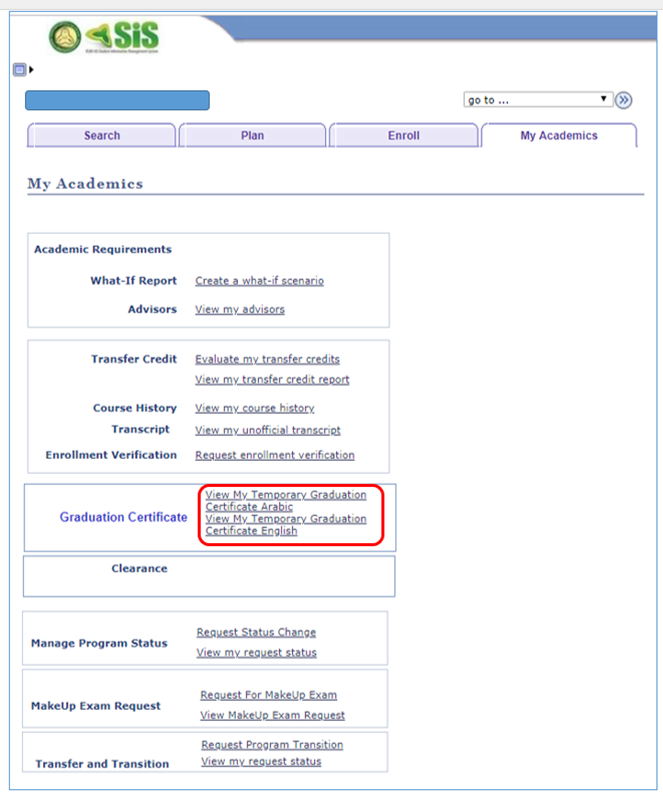 SiS
go to ...
Search
Plan
Enroll
My Academics
My Academics
Academic Requirements
What-If Report
Create a what-if scenario
Advisors
View my advisors
Transfer Credit
Evaluate my transfer credits
View my transfer credit report
Course History
View my course history
Transcript
View my unofficial transcript
Enrollment Verification
Request enrollment verification
Graduation Certificate
View My Temporary Graduation
Certificate Arabic
View My Temporary Graduation
Certificate English
Clearance
Manage Program Status
Request Status Change
View my request status
MakeUp Exam Request
Request For MakeUp Exam
View MakeUp Exam Request
Transfer and Transition
Request Program Transition
View my request status